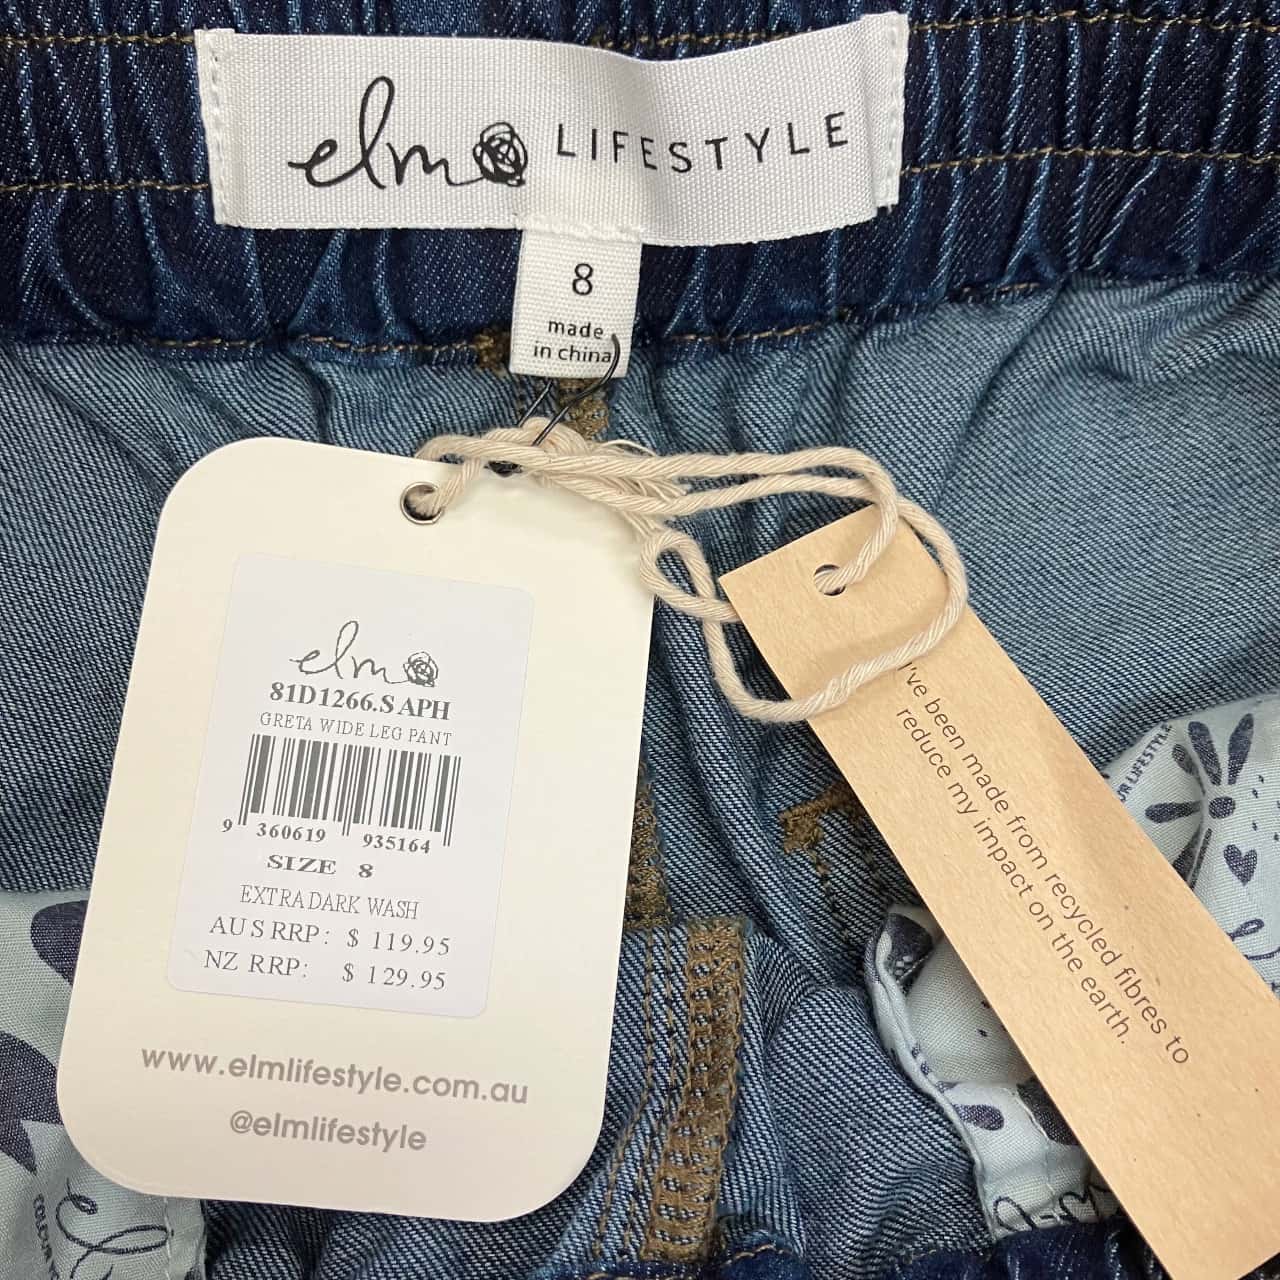 elm LIFESTYLE
8
made
in china
elm
81D1266.SAPH
GRETA WIDE LEG PANT
9 360619 935164
SIZE 8
EXTRA DARK WASH
AUS RRP: $ 119.95
NZ RRP: $ 129.95
www.elmlifestyle.com.au
@elmlifestyle
I've been made from recycled fibres to
reduce my impact on the earth.